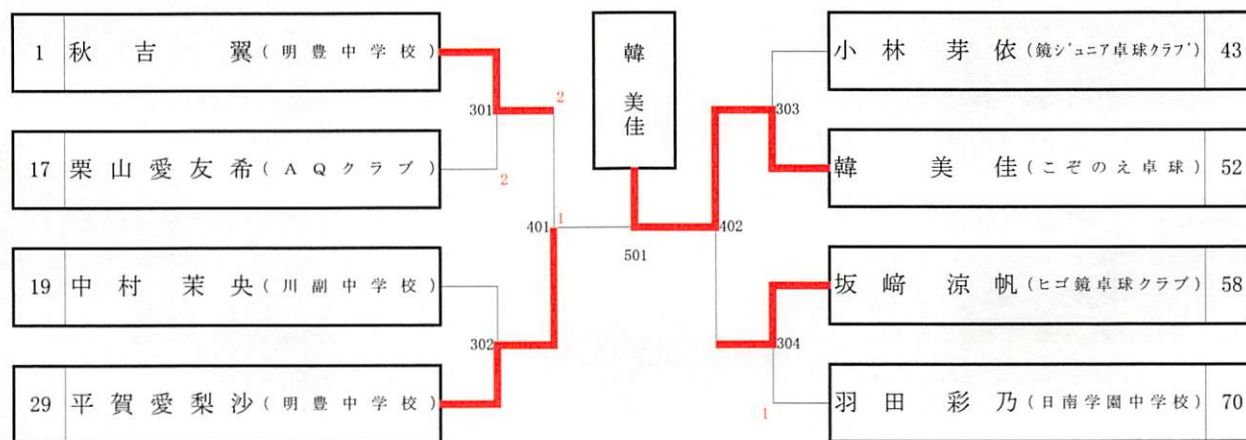 1 秋吉 翼 (明豊中学校)
301
2
17 栗山愛友希 (AQクラブ)
2
401
1
19 中村 茉央 (川副中学校)
302
29 平賀愛梨沙 (明豊中学校)
韓 美佳
501
小林 芽依 (鏡ジュニア卓球クラブ) 43
303
韓 美佳 (こぞのえ卓球) 52
402
坂﨑 涼帆 (ヒゴ鏡卓球クラブ) 58
304
1
羽田 彩乃 (日南学園中学校) 70